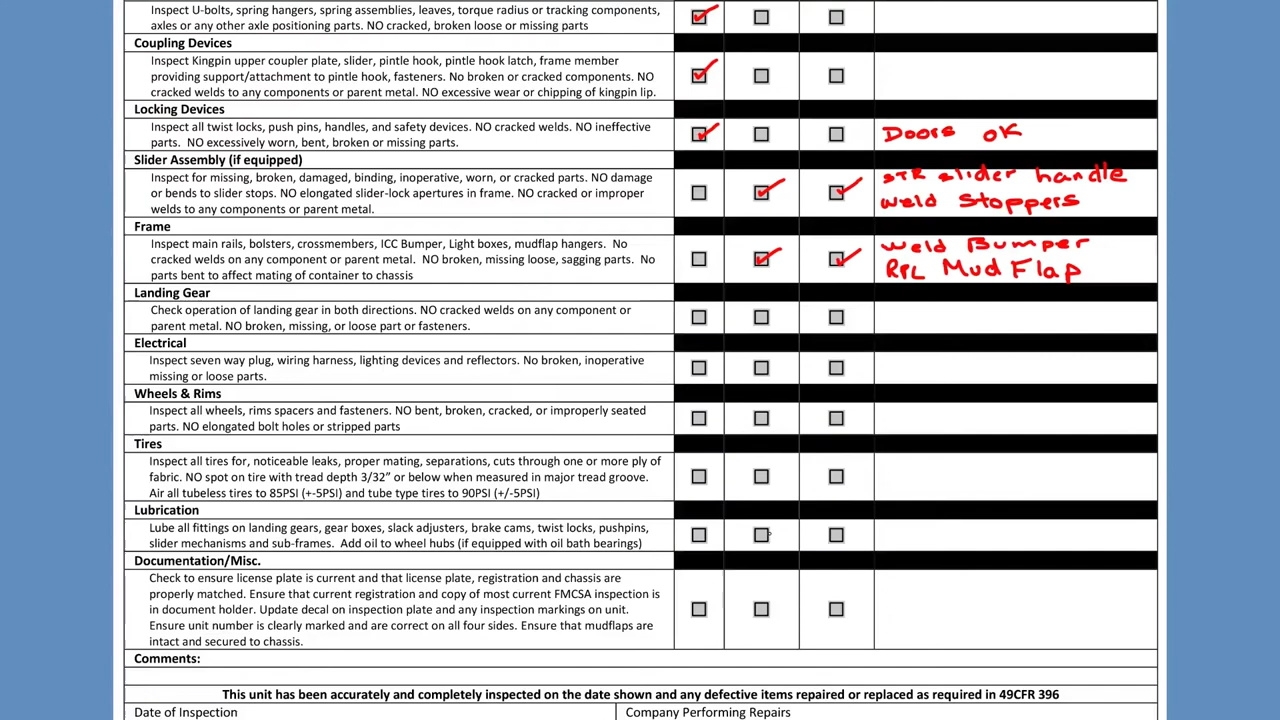 Inspect U-bolts, spring hangers, spring assemblies, leaves, torque radius or tracking components,
axles or any other axle positioning parts. NO cracked, broken loose or missing parts
Coupling Devices
Inspect Kingpin upper coupler plate, slider, pintle hook, pintle hook latch, frame member
providing support/attachment to pintle hook, fasteners. No broken or cracked components. NO
cracked welds to any components or parent metal. NO excessive wear or chipping of kingpin lip.
Locking Devices
Inspect all twist locks, push pins, handles, and safety devices. NO cracked welds. NO ineffective
parts. NO excessively worn, bent, broken or missing parts.
Doors OK
Slider Assembly (if equipped)
Inspect for missing, broken, damaged, binding, inoperative, worn, or cracked parts. NO damage
or bends to slider stops. NO elongated slider-lock apertures in frame. NO cracked or improper
welds to any components or parent metal.
STR slider handle
weld stoppers
Frame
Inspect main rails, bolsters, crossmembers, ICC Bumper, Light boxes, mudflap hangers. No
cracked welds on any component or parent metal. NO broken, missing loose, sagging parts. No
parts bent to affect mating of container to chassis
weld Bumper
RPL Mud Flap
Landing Gear
Check operation of landing gear in both directions. NO cracked welds on any component or
parent metal. NO broken, missing, or loose part or fasteners.
Electrical
Inspect seven way plug, wiring harness, lighting devices and reflectors. No broken, inoperative
missing or loose parts.
Wheels & Rims
Inspect all wheels, rims spacers and fasteners. NO bent, broken, cracked, or improperly seated
parts. NO elongated bolt holes or stripped parts
Tires
Inspect all tires for, noticeable leaks, proper mating, separations, cuts through one or more ply of
fabric. NO spot on tire with tread depth 3/32” or below when measured in major tread groove.
Air all tubeless tires to 85PSI (+-5PSI) and tube type tires to 90PSI (+/-5PSI)
Lubrication
Lube all fittings on landing gears, gear boxes, slack adjusters, brake cams, twist locks, pushpins,
slider mechanisms and sub-frames. Add oil to wheel hubs (if equipped with oil bath bearings)
Documentation/Misc.
Check to ensure license plate is current and that license plate, registration and chassis are
properly matched. Ensure that current registration and copy of most current FMCSA inspection is
in document holder. Update decal on inspection plate and any inspection markings on unit.
Ensure unit number is clearly marked and are correct on all four sides. Ensure that mudflaps are
intact and secured to chassis.
Comments:
This unit has been accurately and completely inspected on the date shown and any defective items repaired or replaced as required in 49CFR 396
Date of Inspection
Company Performing Repairs